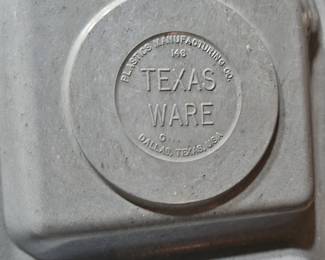 PLASTICS MANUFACTURING CO.
146
TEXAS
WARE
DALLAS, TEXAS, USA